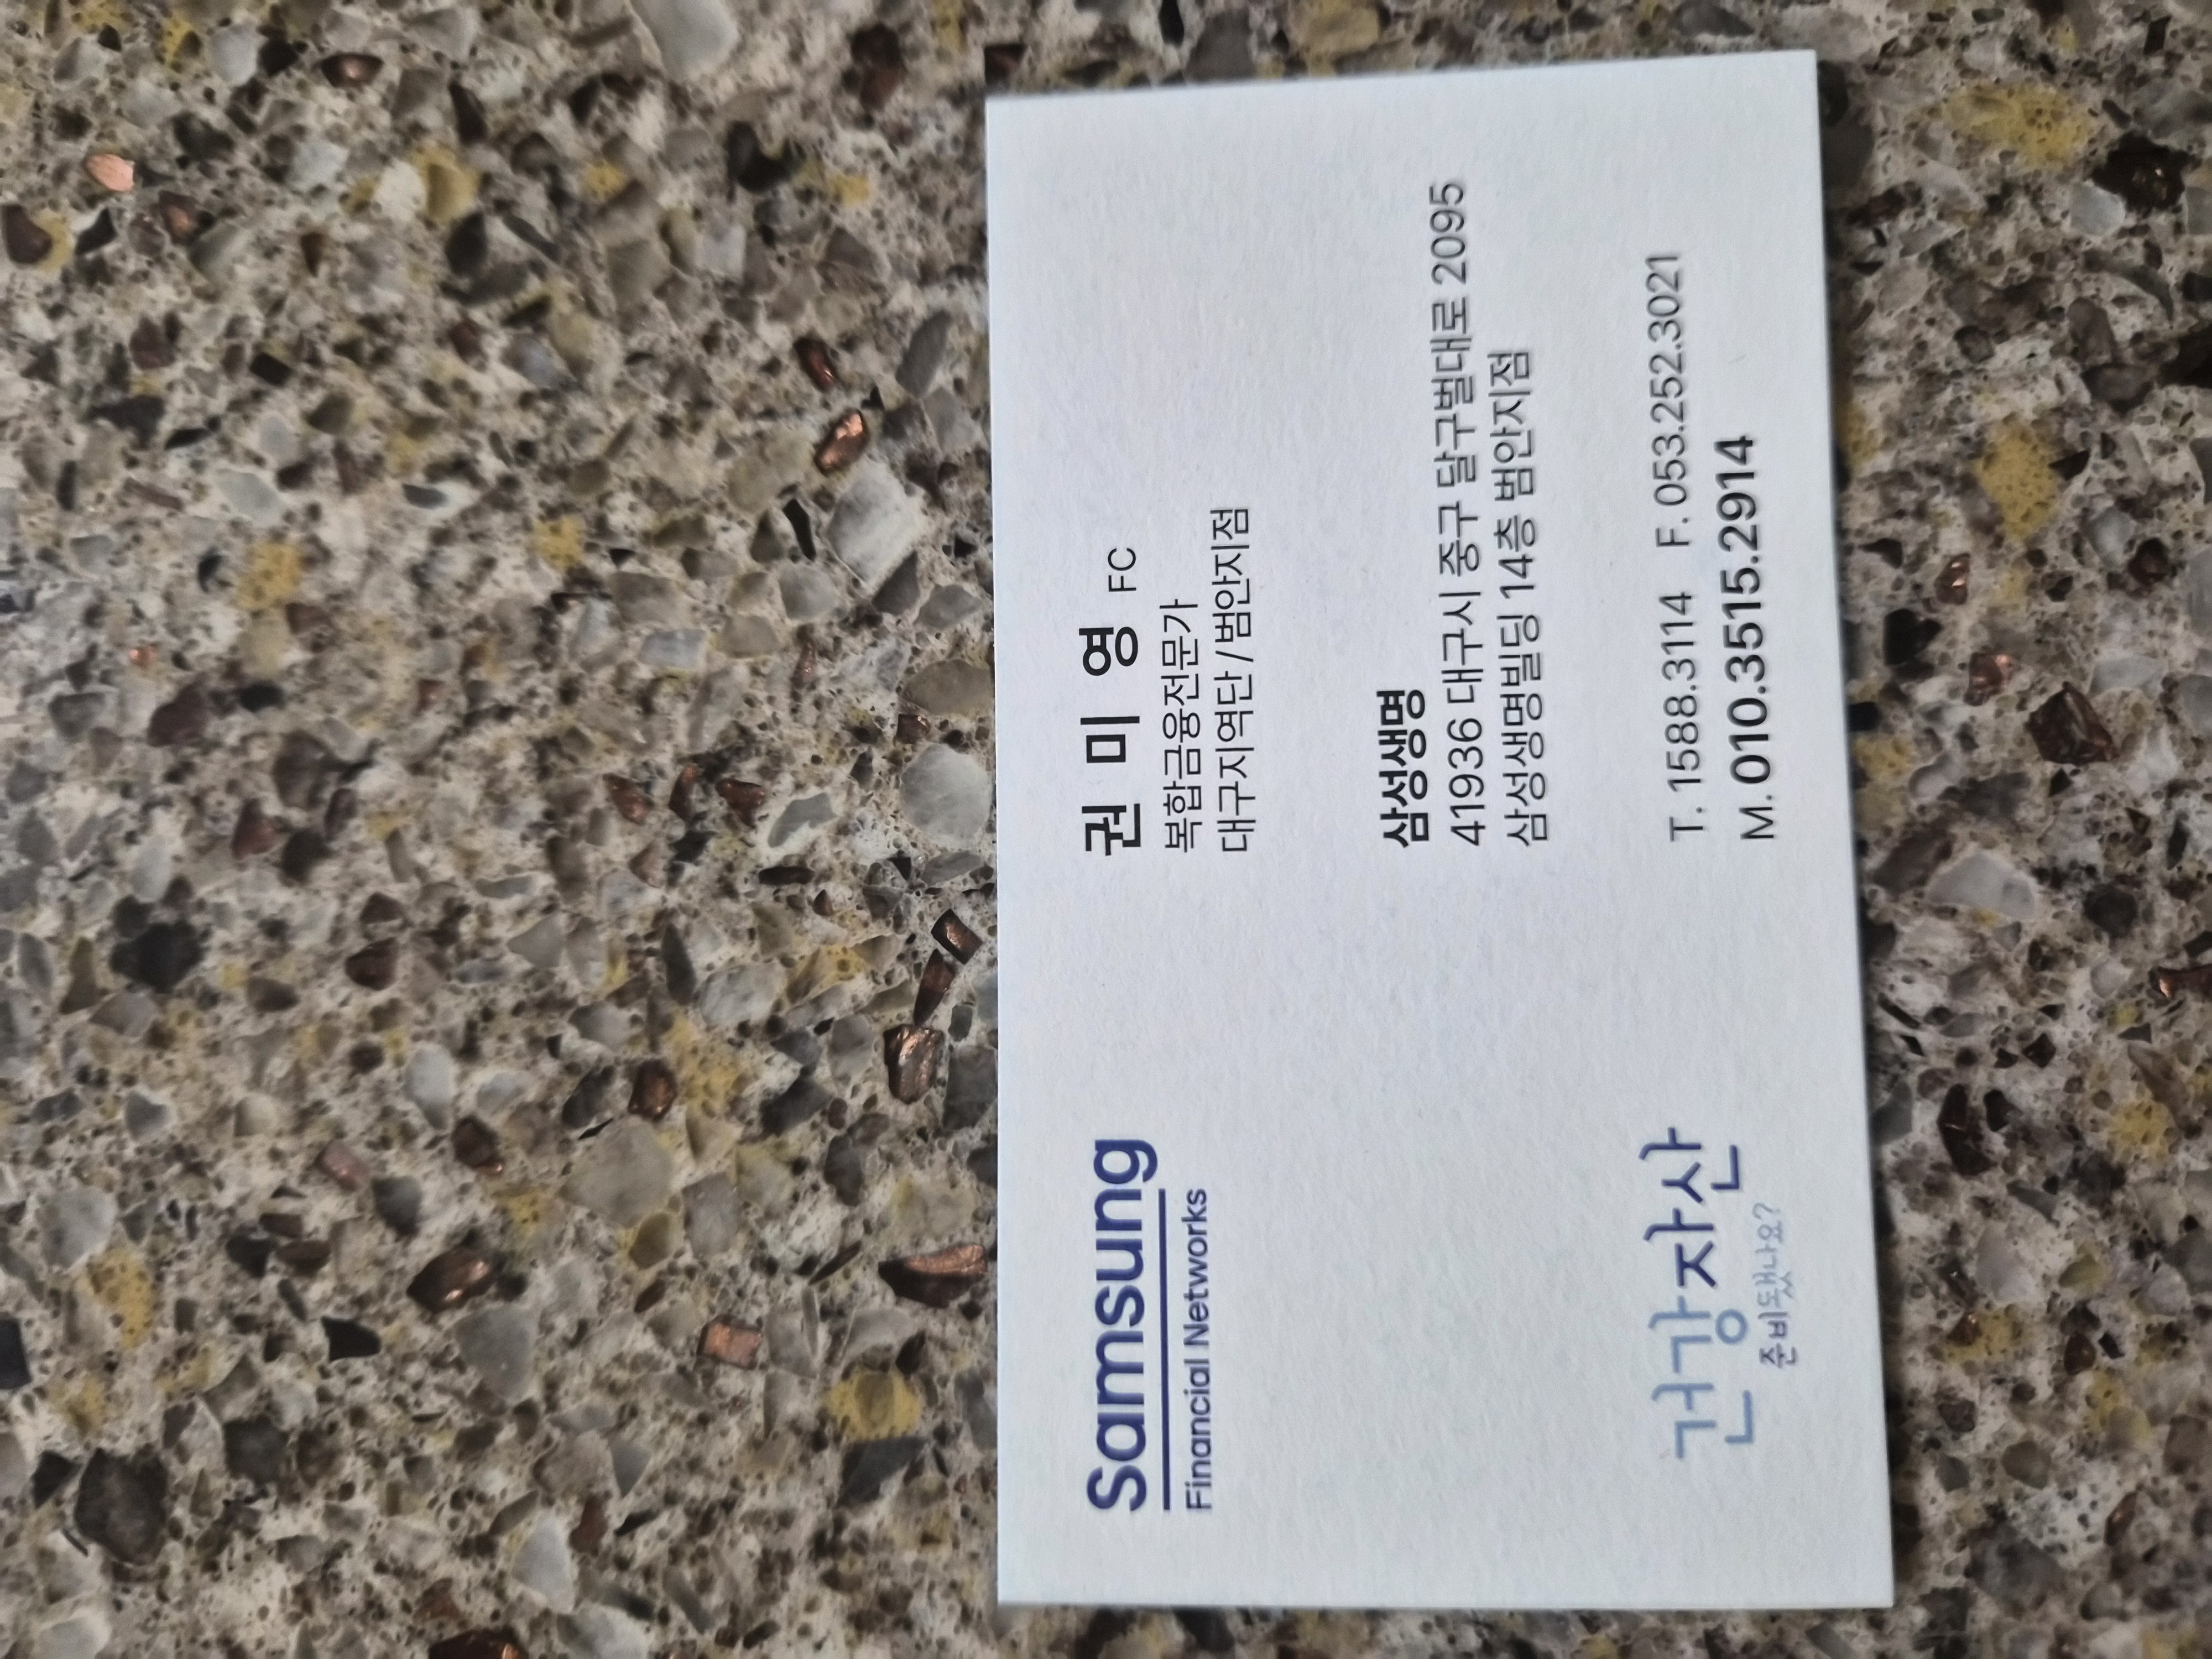 Samsung
Financial Networks
권미영 FC
복합금융전문가
대구지역단 / 범안지점
삼성생명
41936 대구시 중구 달구벌대로 2095
삼성생명빌딩 14층 범안지점
T. 1588.3114 F. 053.252.3021
M. 010.3515.2914
건강자산
준비됐나요?